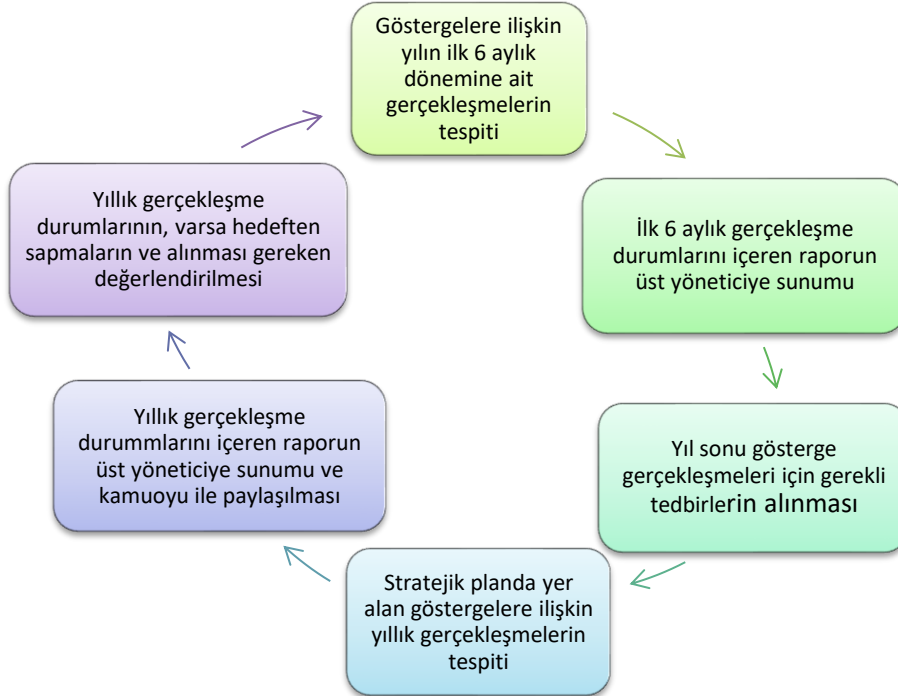 Göstergelere ilişkin
yılın ilk 6 aylık
dönemine ait
gerçekleşmelerin
tespiti
İlk 6 aylık gerçekleşme
durumlarını içeren raporun
üst yöneticiye sunumu
Yıl sonu gösterge
gerçekleşmeleri için gerekli
tedbirlerin alınması
Stratejik planda yer
alan göstergelere ilişkin
yıllık gerçekleşmelerin
tespiti
Yıllık gerçekleşme
durummlarını içeren raporun
üst yöneticiye sunumu ve
kamuoyu ile paylaşılması
Yıllık gerçekleşme
durumlarının, varsa hedeften
sapmaların ve alınması gereken
değerlendirilmesi